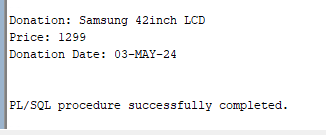 Donation: Samsung 42inch LCD
Price: 1299
Donation Date: 03-MAY-24
PL/SQL procedure successfully completed.